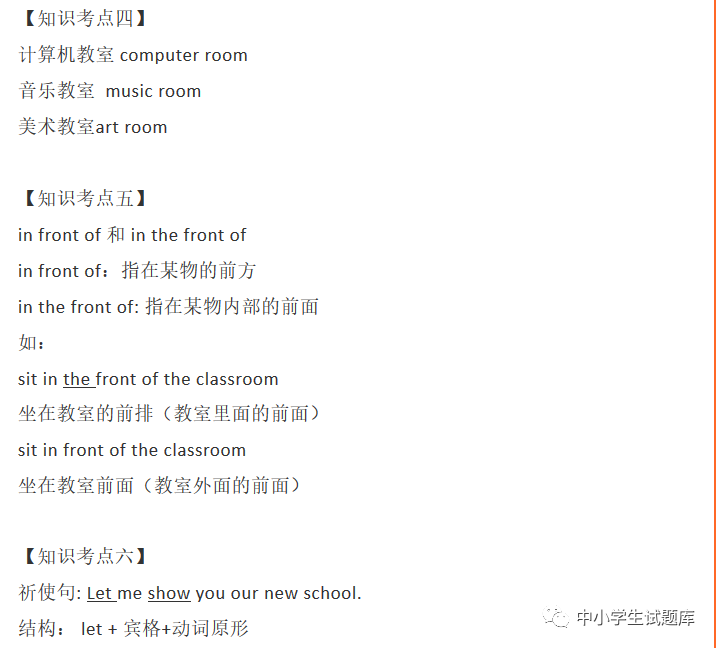 【知识考点四】
计算机教室 computer room
音乐教室 music room
美术教室art room
【知识考点五】
in front of 和 in the front of
in front of：指在某物的前方
in the front of: 指在某物内部的前面
如：
sit in the front of the classroom
坐在教室的前排（教室里面的前面）
sit in front of the classroom
坐在教室前面（教室外面的前面）
【知识考点六】
祈使句: Let me show you our new school.
结构： let + 宾格+动词原形
中小学生试题库